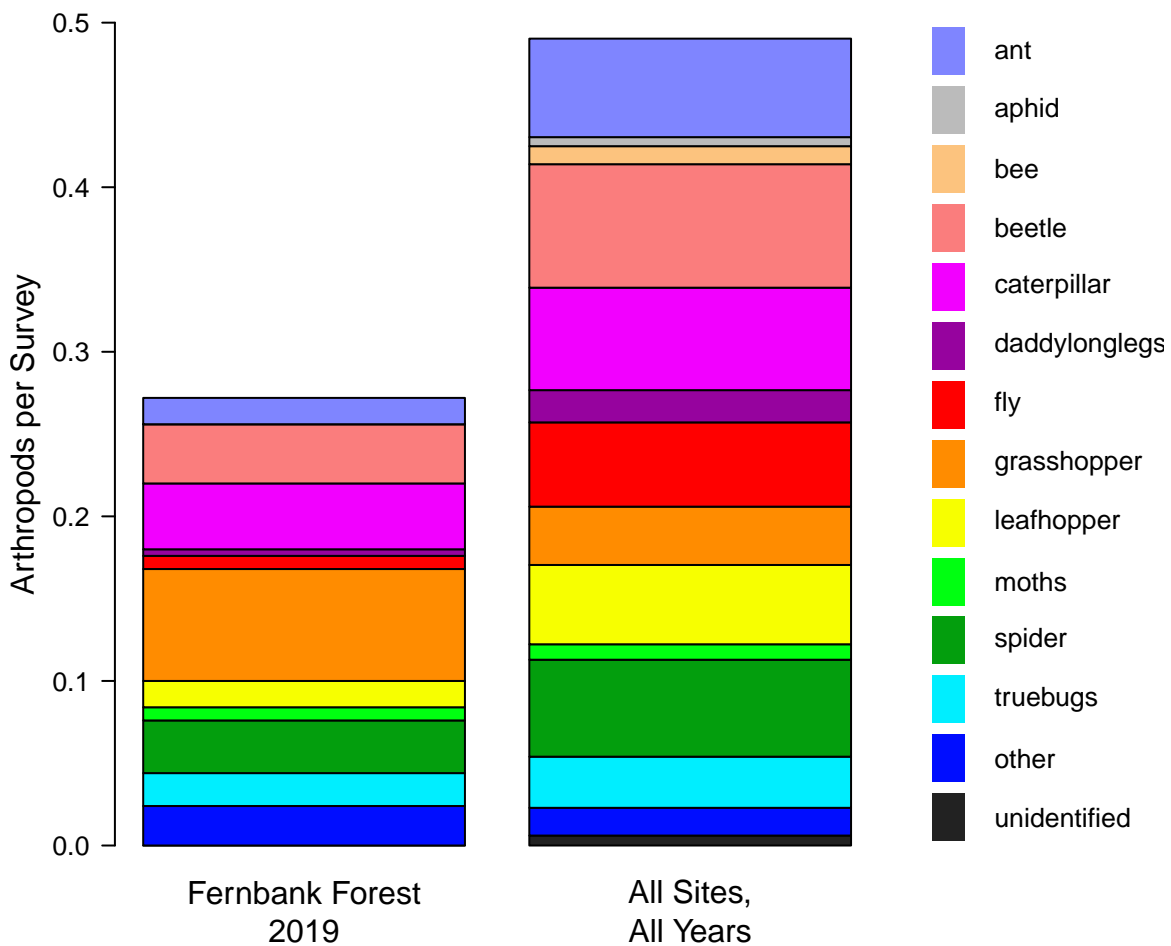 0.5
0.4
0.3
0.2
0.1
0.0
Arthropods per Survey
Fernbank Forest
2019
All Sites,
All Years
ant
aphid
bee
beetle
caterpillar
daddylonglegs
fly
grasshopper
leafhopper
moths
spider
truebugs
other
unidentified